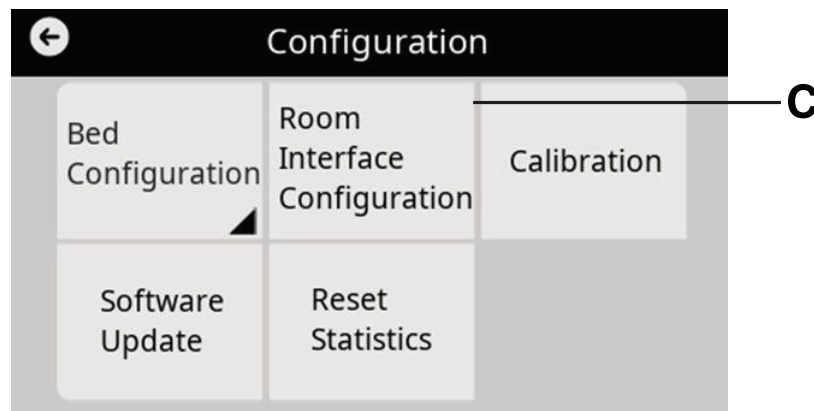 Configuration
Bed
Configuration
Room
Interface
Configuration
Calibration
C
Software
Update
Reset
Statistics